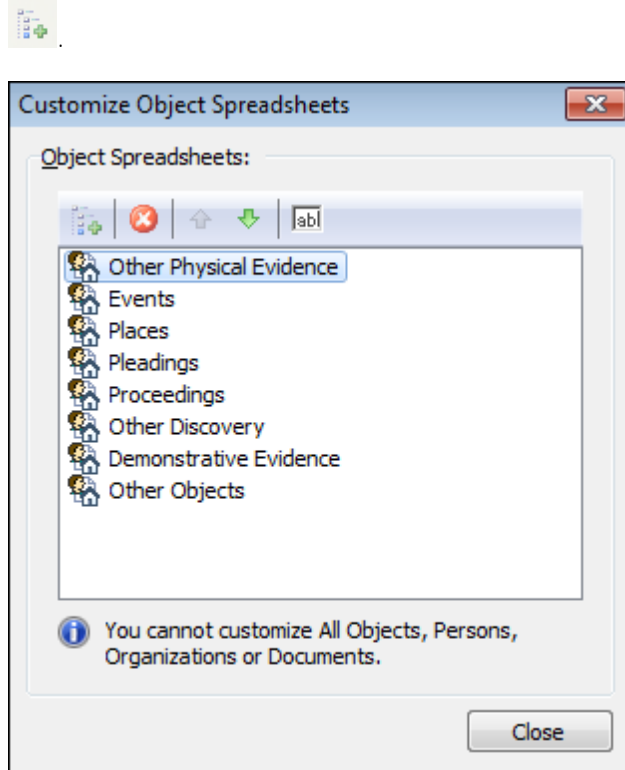 .
Customize Object Spreadsheets
Object Spreadsheets:
abl
Other Physical Evidence
Events
Places
Pleadings
Proceedings
Other Discovery
Demonstrative Evidence
Other Objects
You cannot customize All Objects, Persons,
Organizations or Documents.
Close